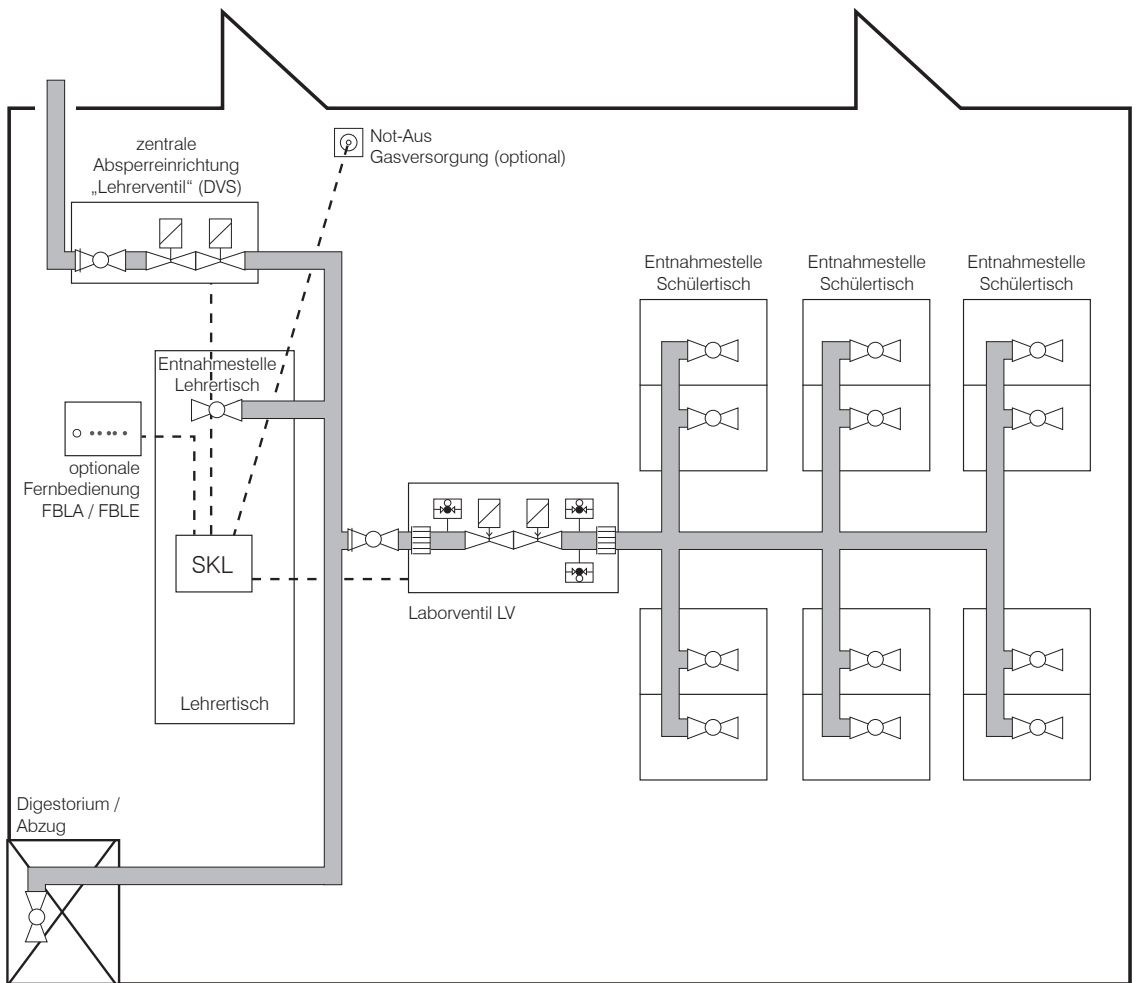 zentrale
Absperreinrichtung
„Lehrerventil“ (DVS)
Not-Aus
Gasversorgung (optional)
Entnahmestelle
Schülertisch
Entnahmestelle
Schülertisch
Entnahmestelle
Schülertisch
Entnahmestelle
Lehrertisch
optionale
Fernbedienung
FBLA / FBLE
SKL
Laborventil LV
Lehrertisch
Digestorium /
Abzug